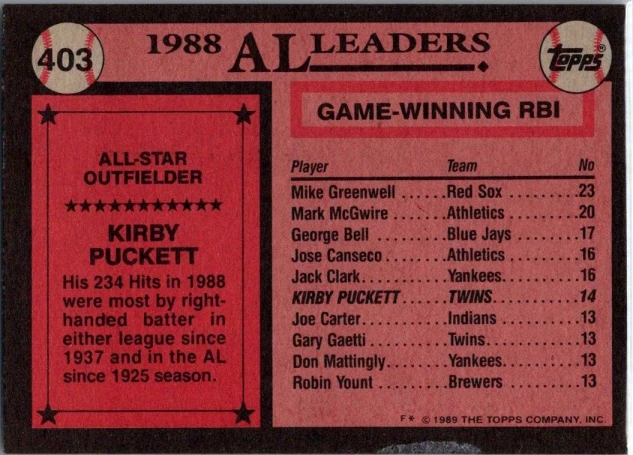 403
1988 AL LEADERS
topps®
ALL-STAR
OUTFIELDER
★★★★★★★★★★★
KIRBY
PUCKETT
His 234 Hits in 1988
were most by right-
handed batter in
either league since
1937 and in the AL
since 1925 season.
GAME-WINNING RBI
Player Team No
Mike Greenwell ...... Red Sox .........23
Mark McGwire ........ Athletics .........20
George Bell .......... Blue Jays ........17
Jose Canseco......... Athletics .........16
Jack Clark............. Yankees..........16
KIRBY PUCKETT ...... TWINS............14
Joe Carter............. Indians ..........13
Gary Gaetti ........... Twins.............13
Don Mattingly ........ Yankees..........13
Robin Yount .......... Brewers..........13
F* © 1989 THE TOPPS COMPANY, INC.